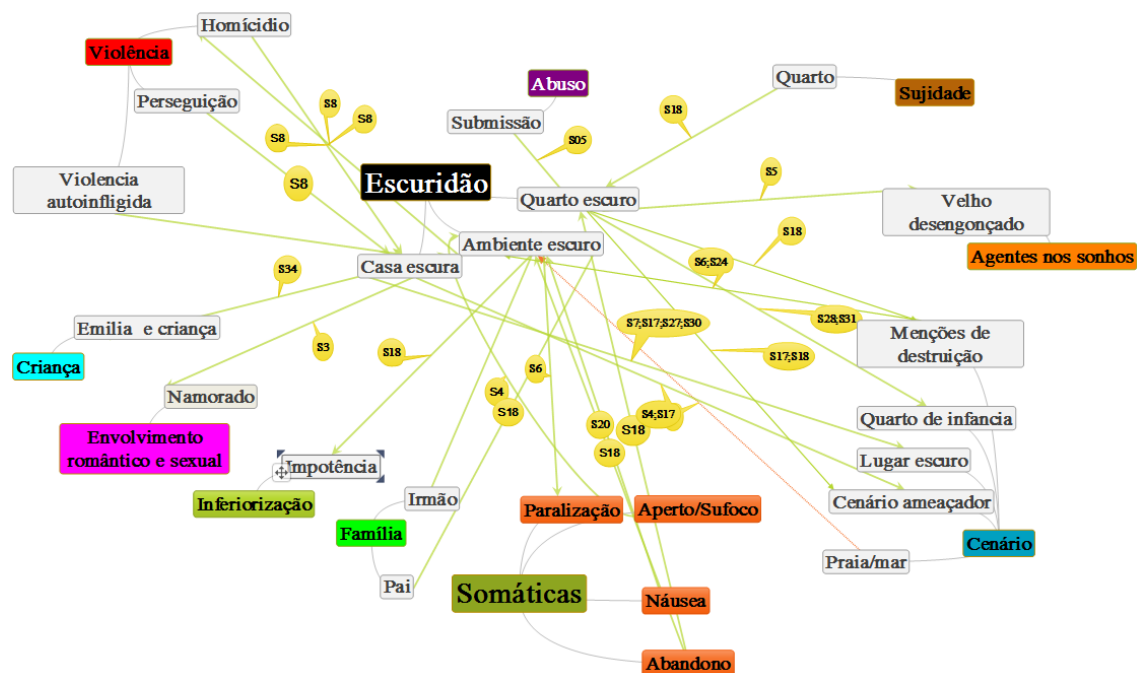 Homícidio
Violência
Perseguição
Violencia
autoinfligida
S8
S8
S8
S8
Abuso
Submissão
S05
Quarto
Sujidade
S18
Escuridão
Quarto escuro
Ambiente escuro
Casa escura
S5
Velho
desengonçado
Agentes nos sonhos
S18
S6;S24
S34
Emilia e criança
Criança
S3
Namorado
Envolvimento
romântico e sexual
S18
S6
S7;S17;S27;S30
S28;S31
S17;S18
Menções de
destruição
Quarto de infancia
Lugar escuro
Cenário ameaçador
Cenário
Praia/mar
S4
S18
S4;S17
S20
S18
S18
Impotência
Inferiorização
Irmão
Família
Pai
Paralização
Aperto/Sufoco
Somáticas
Náusea
Abandono